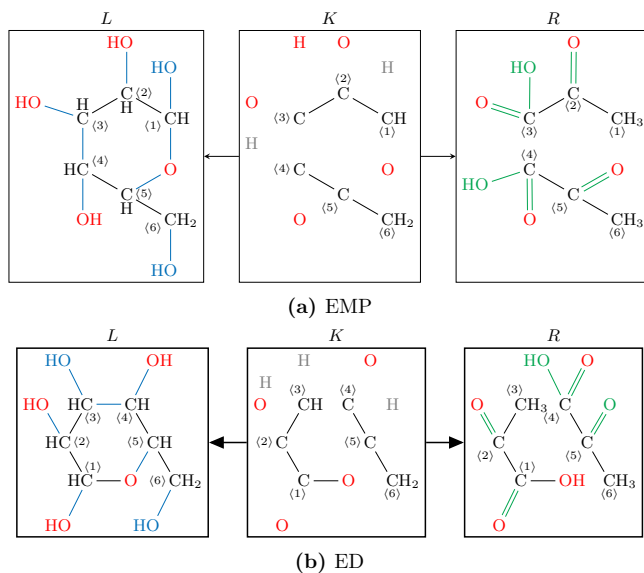 L K R
HO HO HO H O H HO O
HO H C H ⟨2⟩ ⟨1⟩ CH O ⟨2⟩ C ⟨3⟩ C CH ⟨1⟩ O C ⟨2⟩ C ⟨3⟩ CH₃ ⟨1⟩
H C ⟨3⟩ H
HC ⟨4⟩ O ⟨4⟩ C O ⟨4⟩ C O
H C ⟨5⟩ C ⟨5⟩ HO C ⟨5⟩
OH ⟨6⟩ CH₂ O CH₂ ⟨6⟩ O CH₃ ⟨6⟩
HO
(a) EMP
L K R
HO OH H O HO O
HO HC ⟨3⟩ CH ⟨4⟩ H O ⟨3⟩ CH ⟨4⟩ C H O ⟨3⟩ CH₃ C ⟨4⟩ O
HC ⟨2⟩ ⟨5⟩ CH ⟨2⟩ C ⟨5⟩ C C ⟨2⟩ C ⟨5⟩
⟨1⟩ HC O ⟨6⟩ CH₂ C ⟨1⟩ O CH₂ ⟨6⟩ ⟨1⟩ C OH CH₃ ⟨6⟩
HO HO O O
(b) ED